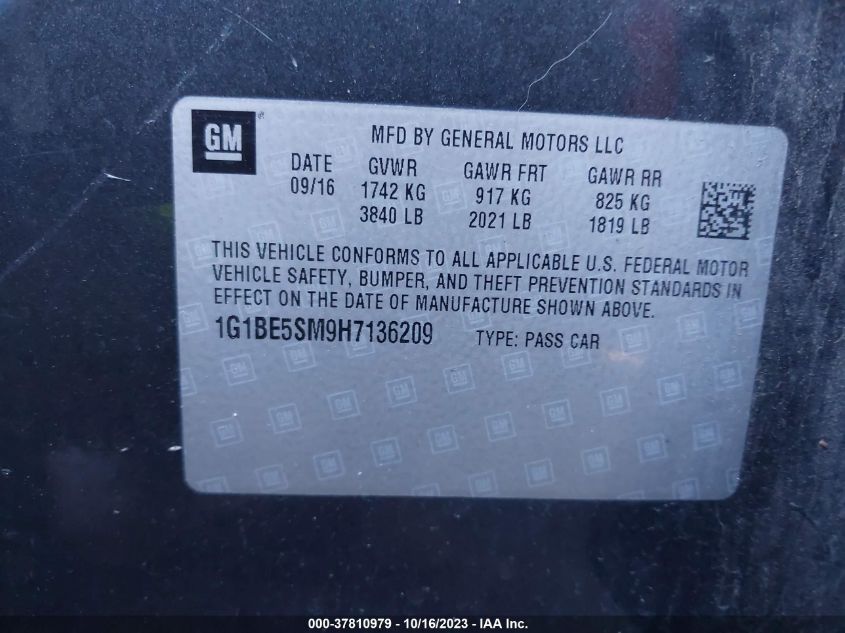 GM
MFD BY GENERAL MOTORS LLC
DATE GVWR GAWR FRT GAWR RR
09/16 1742 KG 917 KG 825 KG
3840 LB 2021 LB 1819 LB
THIS VEHICLE CONFORMS TO ALL APPLICABLE U.S. FEDERAL MOTOR
VEHICLE SAFETY, BUMPER, AND THEFT PREVENTION STANDARDS IN
EFFECT ON THE DATE OF MANUFACTURE SHOWN ABOVE.
1G1BE5SM9H7136209 TYPE: PASS CAR
000-37810979 - 10/16/2023 - IAA Inc.